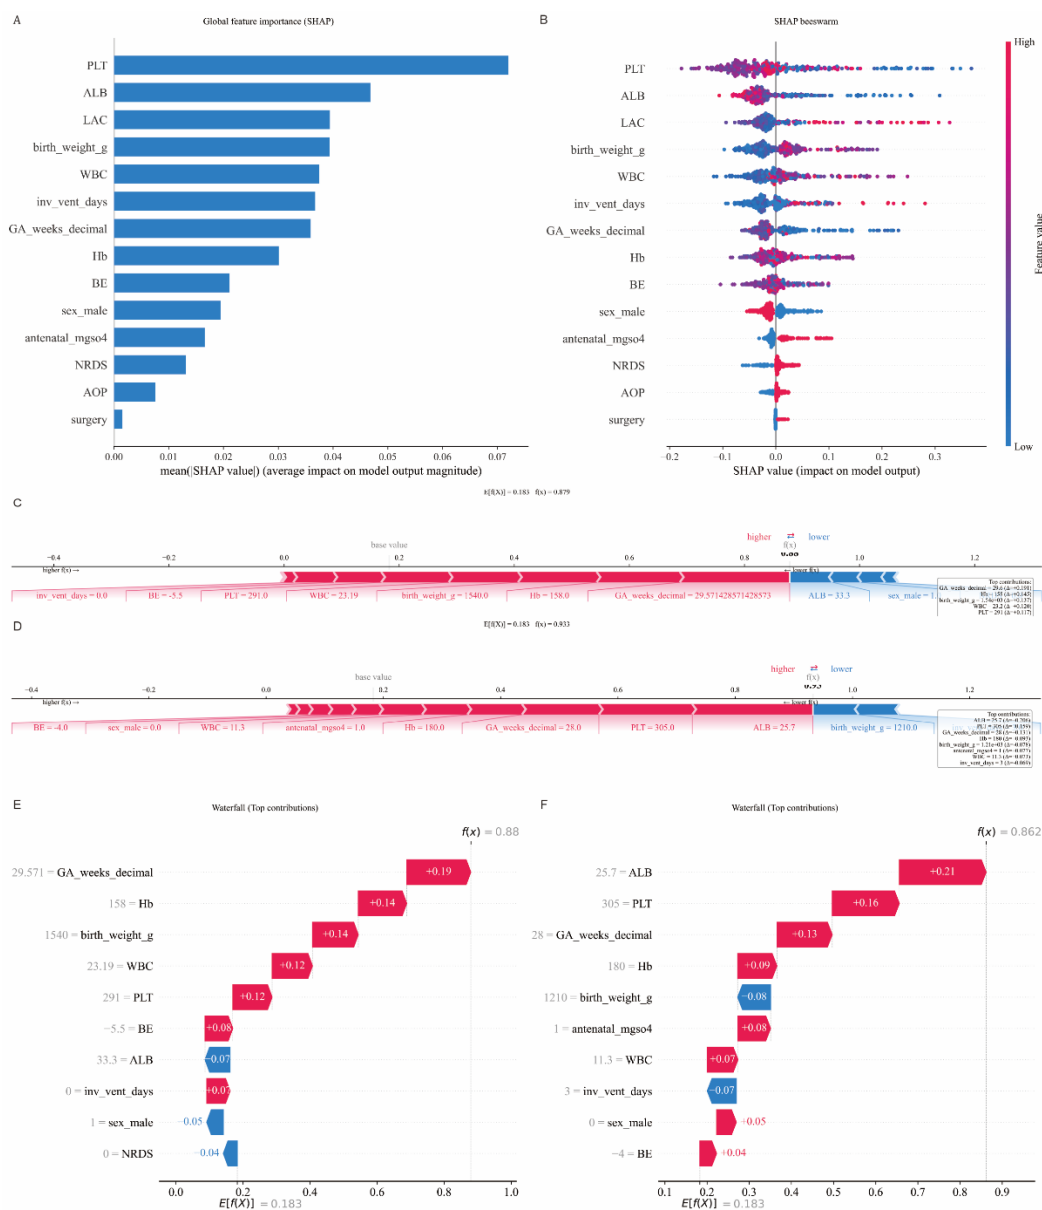 A
Global feature importance (SHAP)
PLT
ALB
LAC
birth_weight_g
WBC
inv_vent_days
GA_weeks_decimal
Hb
BE
sex_male
antenatal_mgso4
NRDS
AOP
surgery
0.00 0.01 0.02 0.03 0.04 0.05 0.06 0.07
mean(|SHAP value|) (average impact on model output magnitude)
B
SHAP beeswarm
PLT
ALB
LAC
birth_weight_g
WBC
inv_vent_days
GA_weeks_decimal
Hb
BE
sex_male
antenatal_mgso4
NRDS
AOP
surgery
−0.2 −0.1 0.0 0.1 0.2 0.3
SHAP value (impact on model output)
High
Feature value
Low
C
E[f(X)] = 0.183 f(x) = 0.879
higher ⇄ lower
base value f(x)
0.88
−0.4 −0.2 0.0 0.2 0.4 0.6 1.0 1.2
higher f(x) → ← lower f(x)
inv_vent_days = 0.0 BE = -5.5 PLT = 291.0 WBC = 23.19 birth_weight_g = 1540.0 Hb = 158.0 GA_weeks_decimal = 29.571428571428573 ALB = 33.3 sex_male = 1.
Top contributions:
D
E[f(X)] = 0.183 f(x) = 0.933
higher ⇄ lower
base value f(x)
0.93
−0.4 −0.2 0.0 0.2 0.4 0.6 0.8 1.0 1.2
higher f(x) → ← lower f(x)
BE = -4.0 sex_male = 0.0 WBC = 11.3 antenatal_mgso4 = 1.0 Hb = 180.0 GA_weeks_decimal = 28.0 PLT = 305.0 ALB = 25.7 birth_weight_g = 1210.0
Top contributions:
E
Waterfall (Top contributions)
f(x) = 0.88
29.571 = GA_weeks_decimal +0.19
158 = Hb +0.14
1540 = birth_weight_g +0.14
23.19 = WBC +0.12
291 = PLT +0.12
−5.5 = BE +0.08
33.3 = ALB −0.07
0 = inv_vent_days +0.07
1 = sex_male −0.05
0 = NRDS −0.04
0.0 0.2 0.4 0.6 0.8 1.0
E[f(X)] = 0.183
F
Waterfall (Top contributions)
f(x) = 0.862
25.7 = ALB +0.21
305 = PLT +0.16
28 = GA_weeks_decimal +0.13
180 = Hb +0.09
1210 = birth_weight_g −0.08
1 = antenatal_mgso4 +0.08
11.3 = WBC +0.07
3 = inv_vent_days −0.07
0 = sex_male +0.05
−4 = BE +0.04
0.1 0.2 0.3 0.4 0.5 0.6 0.7 0.8 0.9
E[f(X)] = 0.183